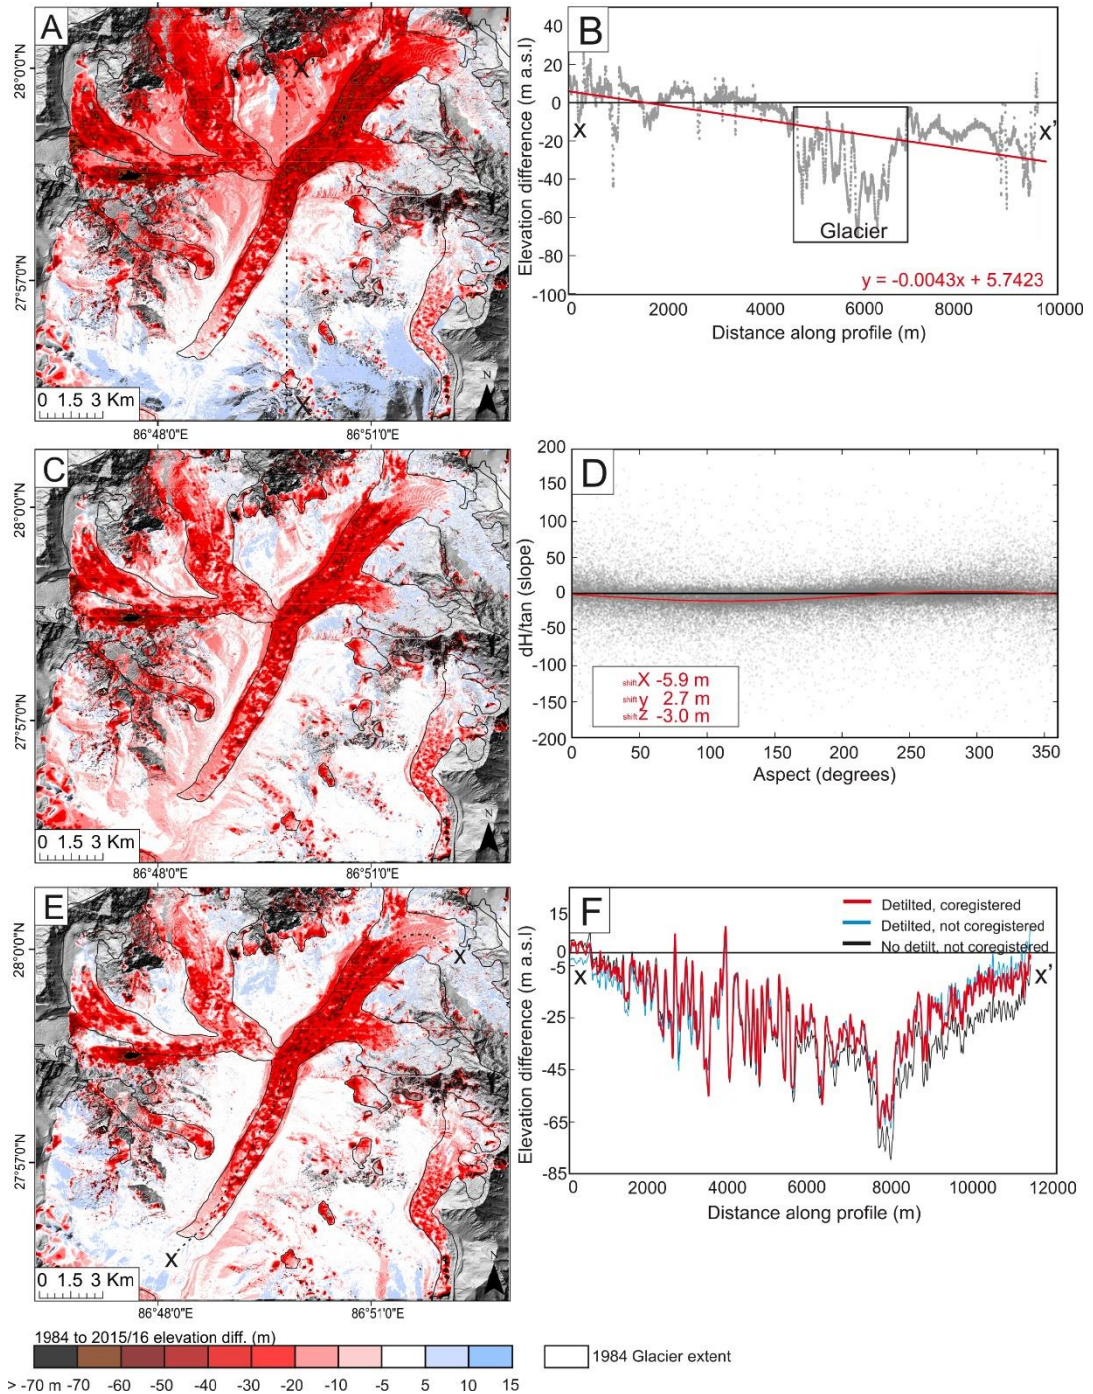 A
28°0'0"N
27°57'0"N
X'
X
N
0 1.5 3 Km
86°48'0"E
86°51'0"E
B
Elevation difference (m a.s.l)
40
20
0
-20
-40
-60
-80
-100
X
X'
Glacier
y = -0.0043x + 5.7423
0
2000
4000
6000
8000
10000
Distance along profile (m)
C
28°0'0"N
27°57'0"N
N
0 1.5 3 Km
86°48'0"E
86°51'0"E
D
dH/tan (slope)
200
150
100
50
0
-50
-100
-150
-200
shift X -5.9 m
shift y 2.7 m
shift z -3.0 m
0
50
100
150
200
250
300
350
Aspect (degrees)
E
28°0'0"N
27°57'0"N
X'
X
N
0 1.5 3 Km
86°48'0"E
86°51'0"E
F
Elevation difference (m a.s.l)
15
0
-5
-25
-45
-65
-85
Detilted, coregistered
Detilted, not coregistered
No detilt, not coregistered
X
X'
0
2000
4000
6000
8000
10000
12000
Distance along profile (m)
1984 to 2015/16 elevation diff. (m)
> -70 m -70 -60 -50 -40 -30 -20 -10 -5 5 10 15
1984 Glacier extent